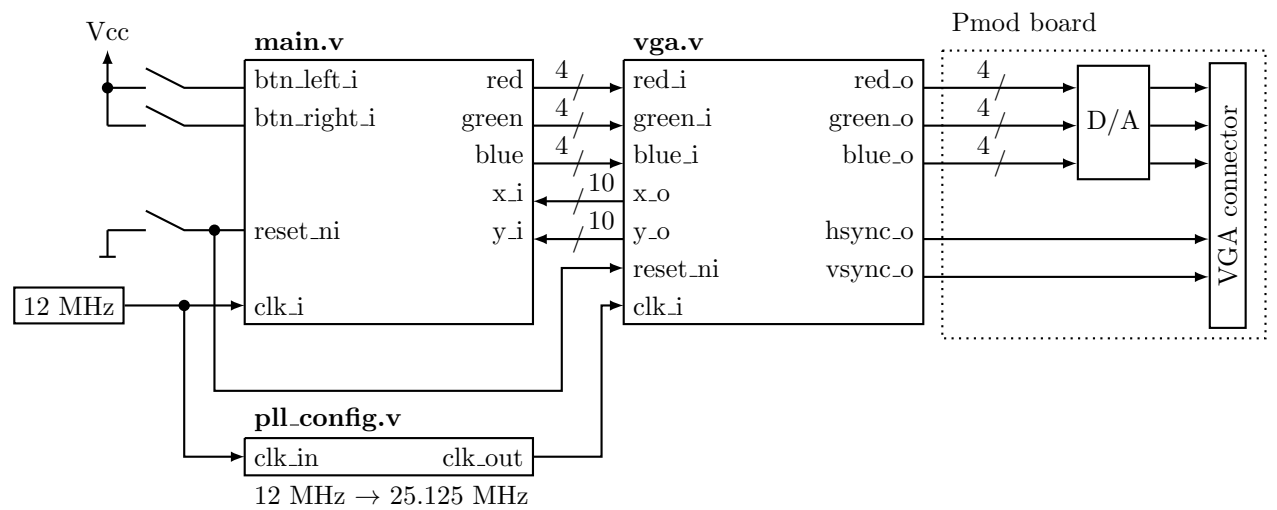 Pmod board
Vcc
main.v
vga.v
btn_left_i
red
4
red_i
red_o
4
btn_right_i
green
4
green_i
green_o
4
D/A
blue
4
blue_i
blue_o
4
x_i
10
x_o
reset_ni
y_i
10
y_o
hsync_o
VGA connector
reset_ni
vsync_o
12 MHz
clk_i
clk_i
pll_config.v
clk_in
clk_out
12 MHz → 25.125 MHz